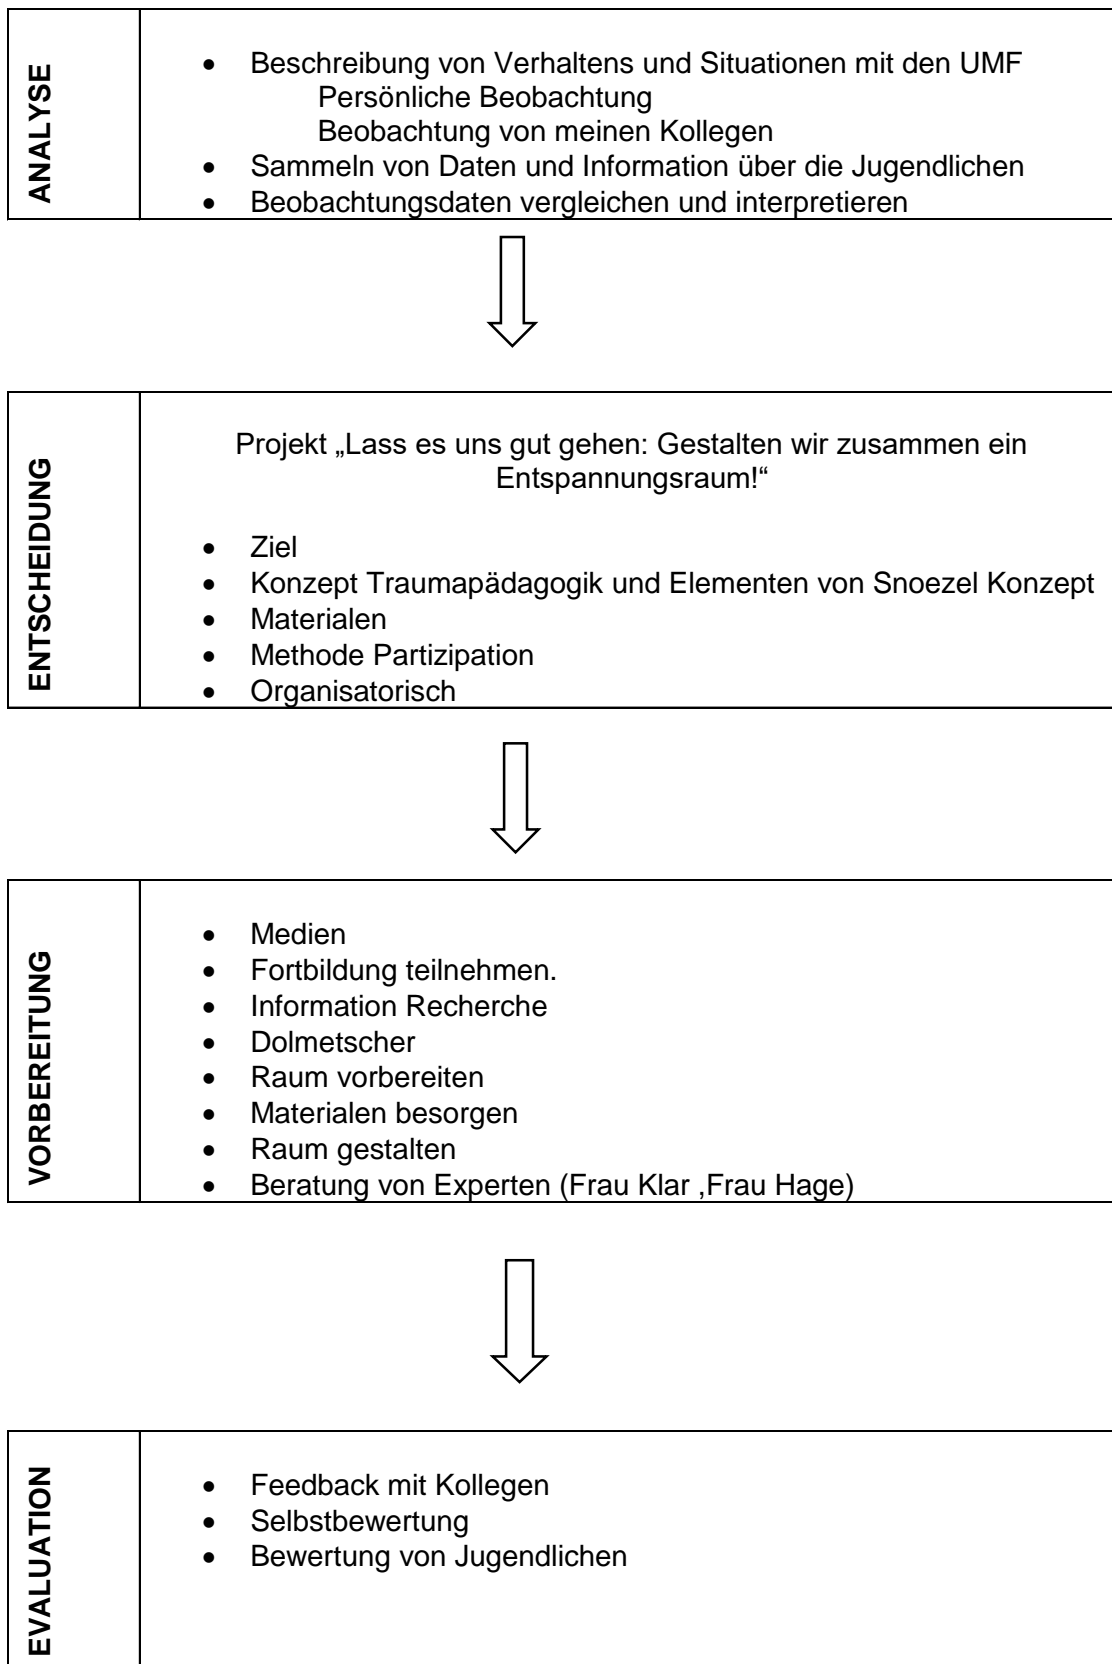 ANALYSE
• Beschreibung von Verhaltens und Situationen mit den UMF
Persönliche Beobachtung
Beobachtung von meinen Kollegen
• Sammeln von Daten und Information über die Jugendlichen
• Beobachtungsdaten vergleichen und interpretieren
ENTSCHEIDUNG
Projekt „Lass es uns gut gehen: Gestalten wir zusammen ein
Entspannungsraum!“
• Ziel
• Konzept Traumapädagogik und Elementen von Snoezel Konzept
• Materialen
• Methode Partizipation
• Organisatorisch
VORBEREITUNG
• Medien
• Fortbildung teilnehmen.
• Information Recherche
• Dolmetscher
• Raum vorbereiten
• Materialen besorgen
• Raum gestalten
• Beratung von Experten (Frau Klar ,Frau Hage)
EVALUATION
• Feedback mit Kollegen
• Selbstbewertung
• Bewertung von Jugendlichen